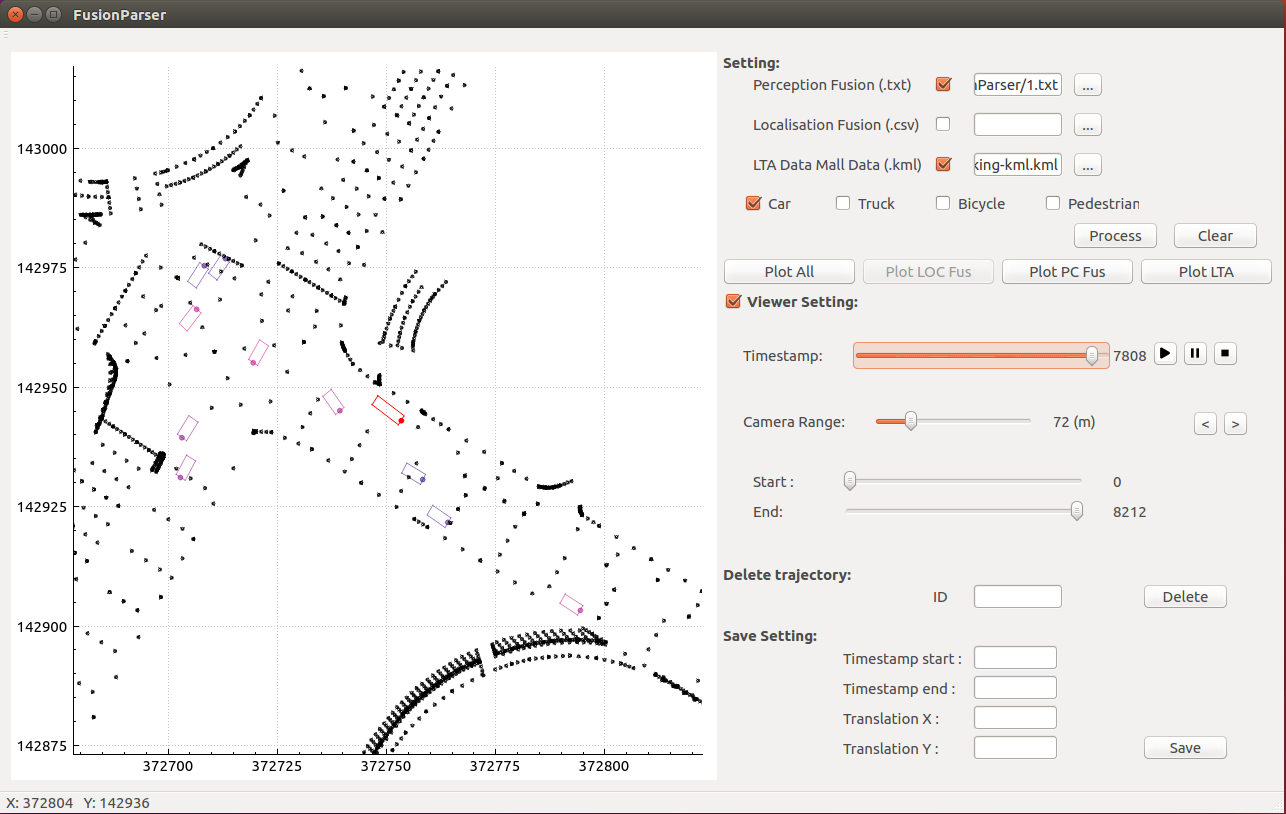 FusionParser
Setting:
Perception Fusion (.txt) nParser/1.txt ...
Localisation Fusion (.csv) ...
LTA Data Mall Data (.kml) king-kml.kml ...
Car Truck Bicycle Pedestrian
Process Clear
Plot All Plot LOC Fus Plot PC Fus Plot LTA
Viewer Setting:
Timestamp: 7808
Camera Range: 72 (m) < >
Start : 0
End: 8212
Delete trajectory:
ID Delete
Save Setting:
Timestamp start :
Timestamp end :
Translation X :
Translation Y : Save
143000
142975
142950
142925
142900
142875
372700 372725 372750 372775 372800
X: 372804 Y: 142936